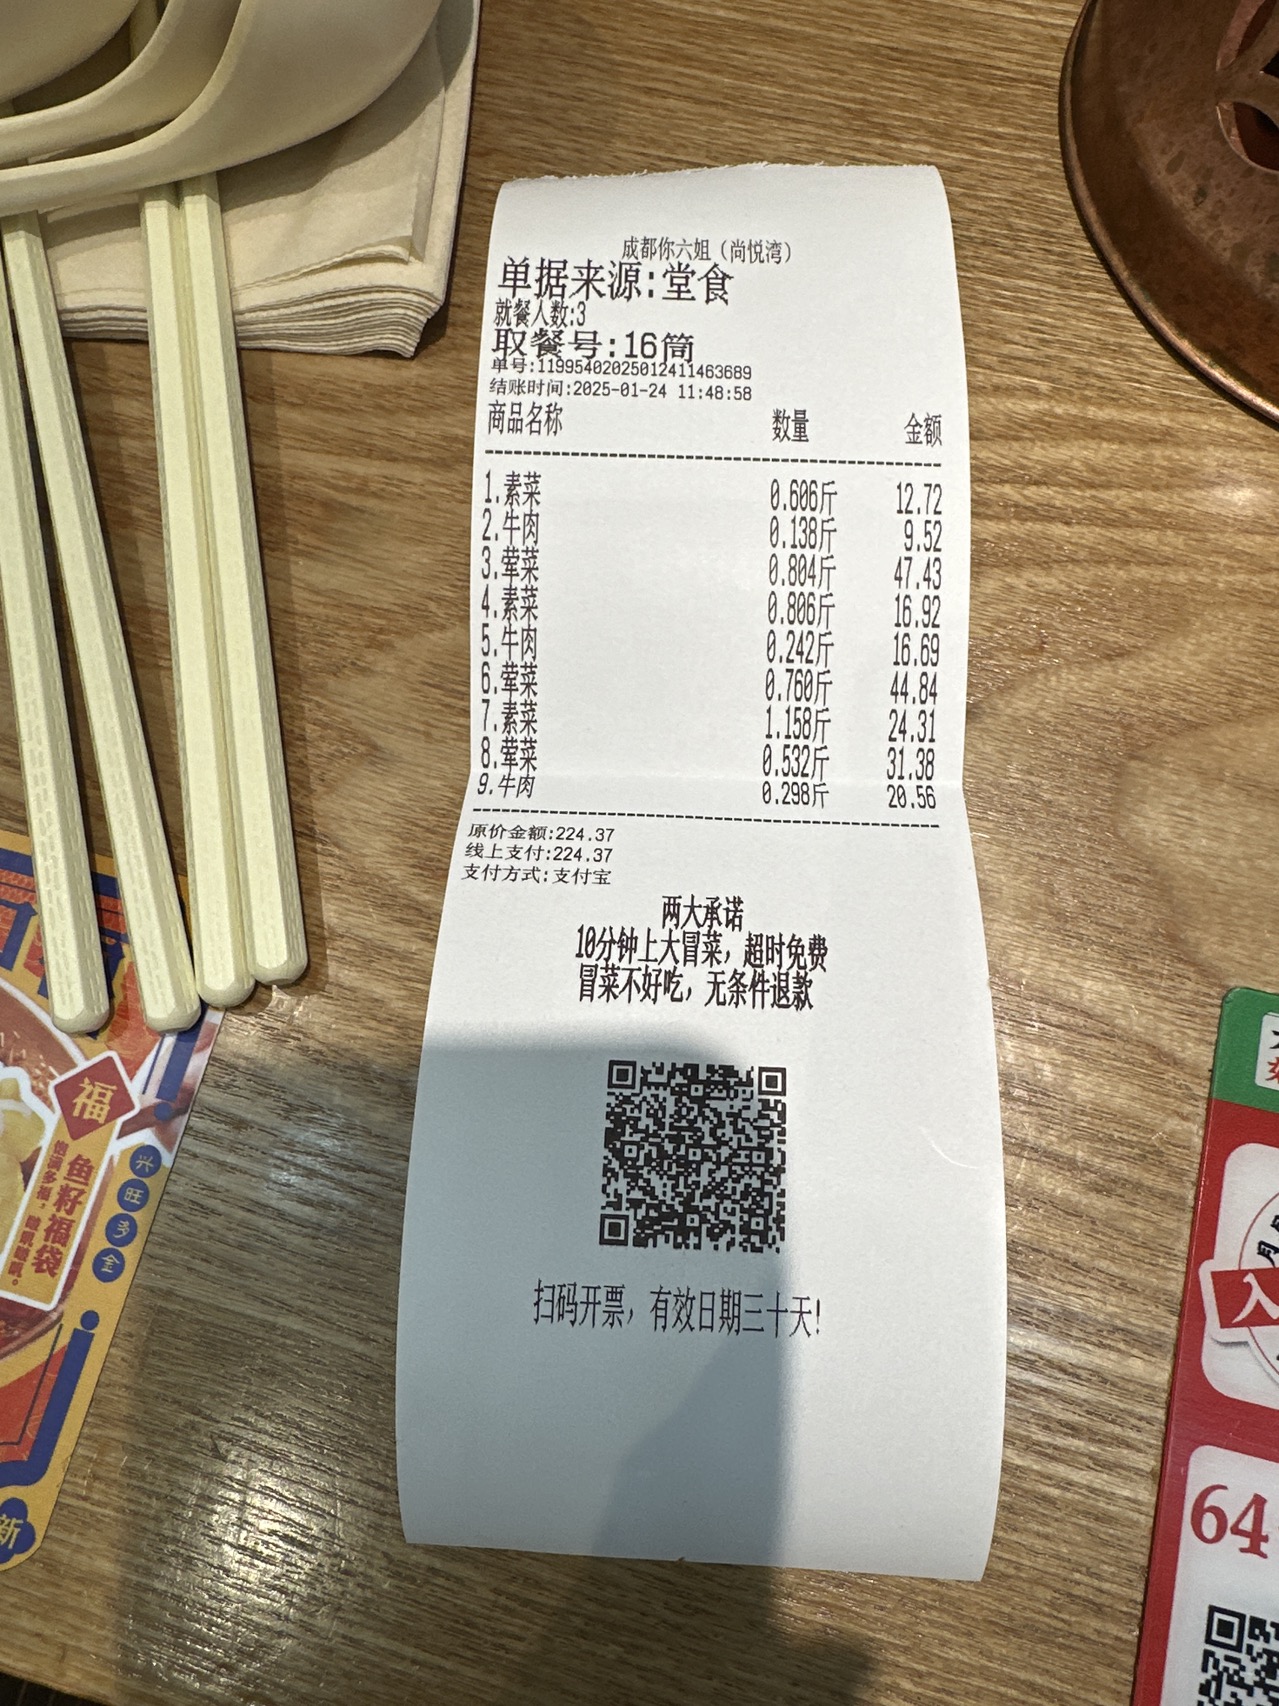 成都你六姐（尚悦湾）
单据来源:堂食
就餐人数:3
取餐号:16筒
单号:11995402025012411463689
结账时间:2025-01-24 11:48:58
商品名称 数量 金额
1.素菜 0.606斤 12.72
2.牛肉 0.138斤 9.52
3.荤菜 0.804斤 47.43
4.素菜 0.806斤 16.92
5.牛肉 0.242斤 16.69
6.荤菜 0.760斤 44.84
7.素菜 1.158斤 24.31
8.荤菜 0.532斤 31.38
9.牛肉 0.298斤 20.56
原价金额:224.37
线上支付:224.37
支付方式:支付宝
两大承诺
10分钟上大冒菜，超时免费
冒菜不好吃，无条件退款
扫码开票，有效日期三十天!
福
鱼籽福袋
兴旺多金
新
入
64